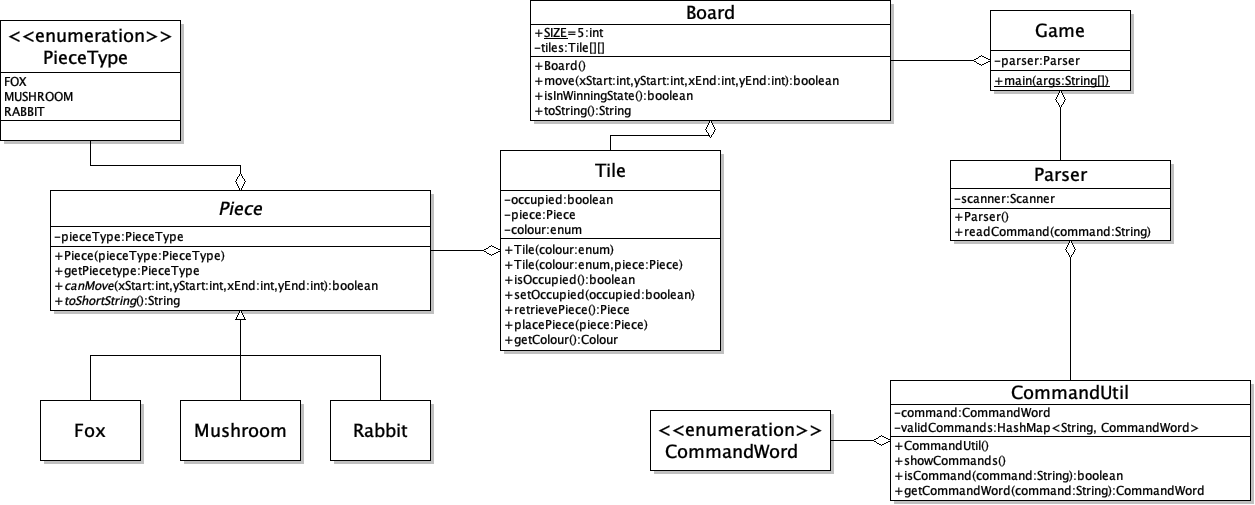 <<enumeration>>
PieceType
FOX
MUSHROOM
RABBIT
Board
+SIZE=5:int
-tiles:Tile[][]
+Board()
+move(xStart:int,yStart:int,xEnd:int,yEnd:int):boolean
+isInWinningState():boolean
+toString():String
Game
-parser:Parser
+main(args:String[])
Piece
-pieceType:PieceType
+Piece(pieceType:PieceType)
+getPiecetype:PieceType
+canMove(xStart:int,yStart:int,xEnd:int,yEnd:int):boolean
+toShortString():String
Tile
-occupied:boolean
-piece:Piece
-colour:enum
+Tile(colour:enum)
+Tile(colour:enum,piece:Piece)
+isOccupied():boolean
+setOccupied(occupied:boolean)
+retrievePiece():Piece
+placePiece(piece:Piece)
+getColour():Colour
Parser
-scanner:Scanner
+Parser()
+readCommand(command:String)
Fox
Mushroom
Rabbit
<<enumeration>>
CommandWord
CommandUtil
-command:CommandWord
-validCommands:HashMap<String, CommandWord>
+CommandUtil()
+showCommands()
+isCommand(command:String):boolean
+getCommandWord(command:String):CommandWord